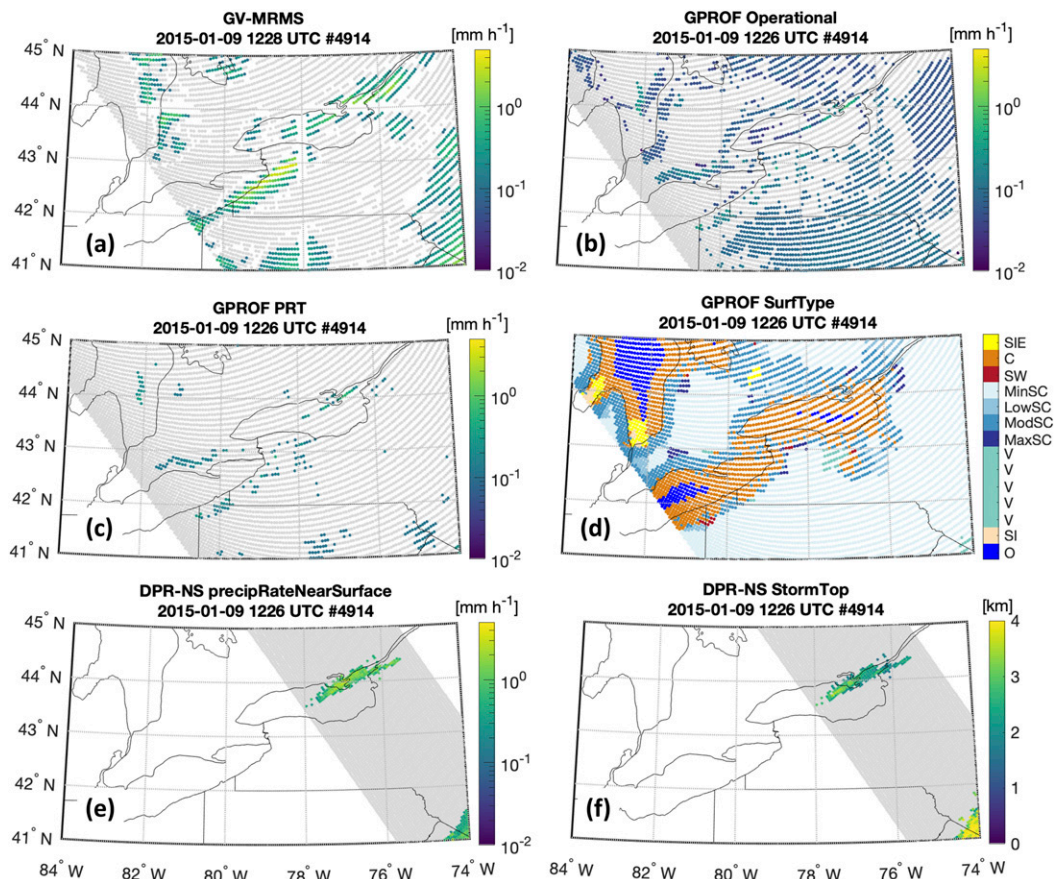 GV-MRMS
2015-01-09 1228 UTC #4914
[mm h⁻¹]
45° N
44° N
43° N
42° N
41° N
(a)
10⁰
10⁻¹
10⁻²
GPROF Operational
2015-01-09 1226 UTC #4914
[mm h⁻¹]
(b)
10⁰
10⁻¹
10⁻²
GPROF PRT
2015-01-09 1226 UTC #4914
[mm h⁻¹]
45° N
44° N
43° N
42° N
41° N
(c)
10⁰
10⁻¹
10⁻²
GPROF SurfType
2015-01-09 1226 UTC #4914
(d)
SIE
C
SW
MinSC
LowSC
ModSC
MaxSC
V
V
V
V
V
SI
O
DPR-NS precipRateNearSurface
2015-01-09 1226 UTC #4914
[mm h⁻¹]
45° N
44° N
43° N
42° N
41° N
(e)
10⁰
10⁻¹
10⁻²
84° W
82° W
80° W
78° W
76° W
74° W
DPR-NS StormTop
2015-01-09 1226 UTC #4914
[km]
(f)
4
3
2
1
0
84° W
82° W
80° W
78° W
76° W
74° W